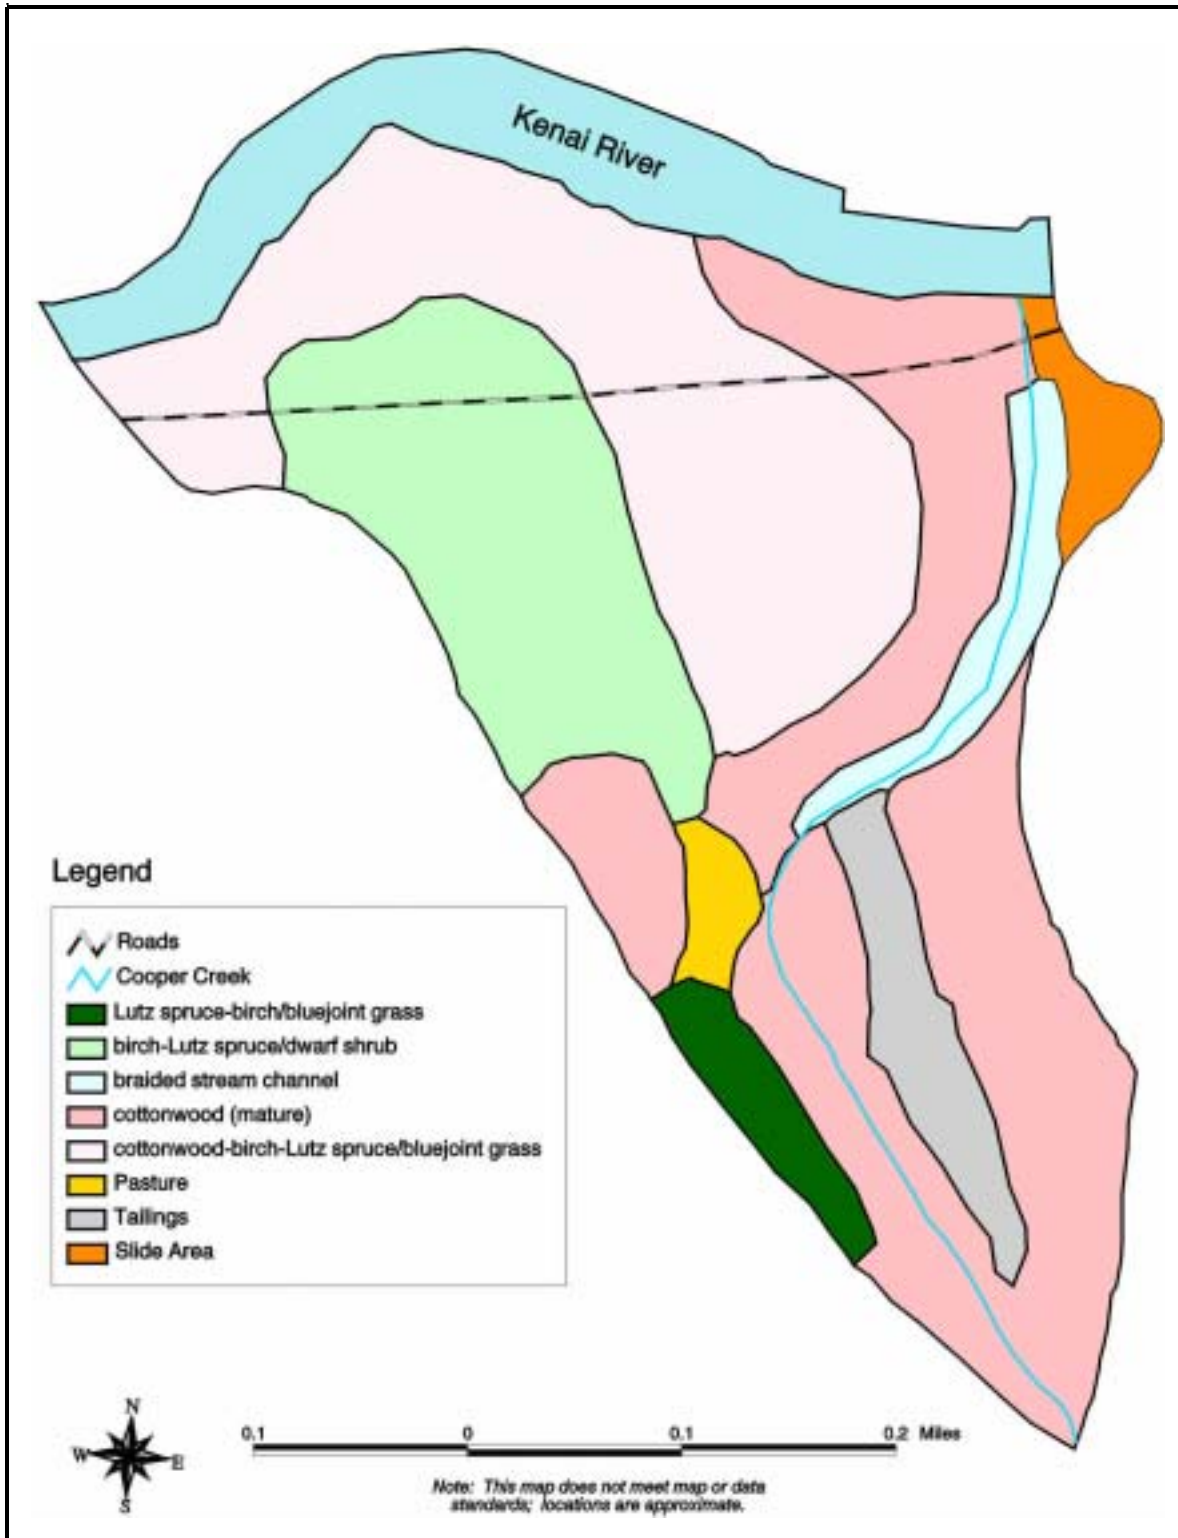 Kenai River
Legend
Roads
Cooper Creek
Lutz spruce-birch/bluejoint grass
birch-Lutz spruce/dwarf shrub
braided stream channel
cottonwood (mature)
cottonwood-birch-Lutz spruce/bluejoint grass
Pasture
Tailings
Slide Area
N
W E
S
0.1 0 0.1 0.2 Miles
Note: This map does not meet map or data
standards; locations are approximate.